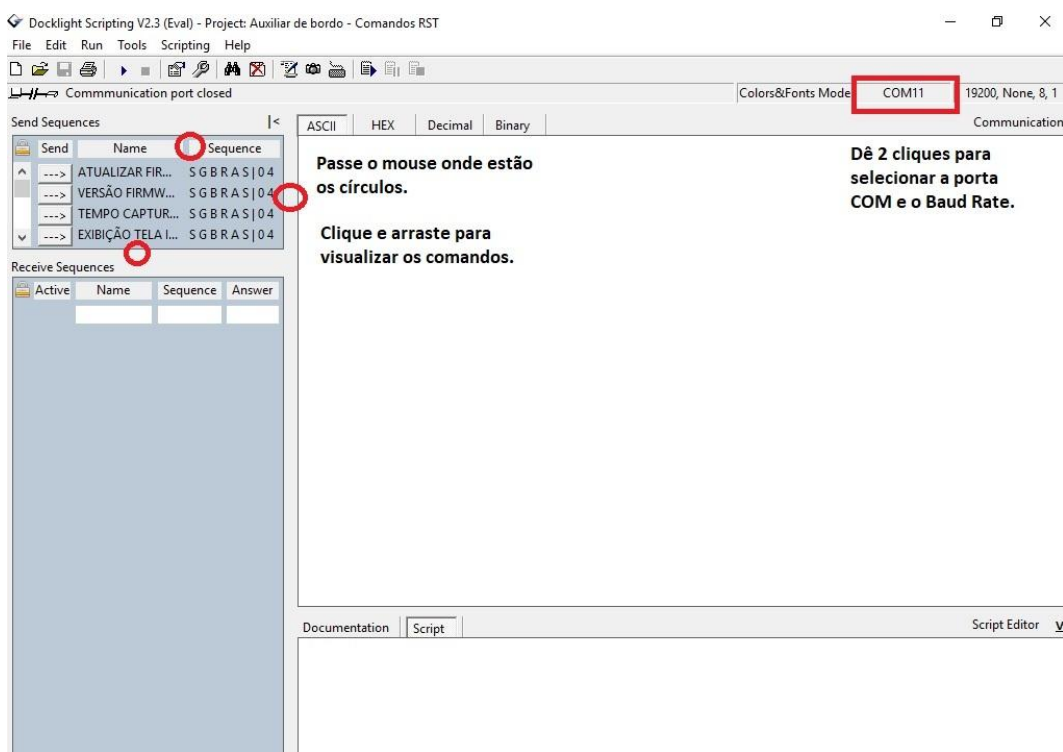 Docklight Scripting V2.3 (Eval) - Project: Auxiliar de bordo - Comandos RST
File Edit Run Tools Scripting Help
Commmunication port closed
Colors&Fonts Mode
COM11
19200, None, 8, 1
Send Sequences
Send Name Sequence
---> ATUALIZAR FIR... S G B R A S | 0 4
---> VERSÃO FIRMW... S G B R A S | 0 4
---> TEMPO CAPTUR... S G B R A S | 0 4
---> EXIBIÇÃO TELA I... S G B R A S | 0 4
Receive Sequences
Active Name Sequence Answer
ASCII HEX Decimal Binary
Communication
Passe o mouse onde estão
os círculos.
Clique e arraste para
visualizar os comandos.
Dê 2 cliques para
selecionar a porta
COM e o Baud Rate.
Documentation Script
Script Editor